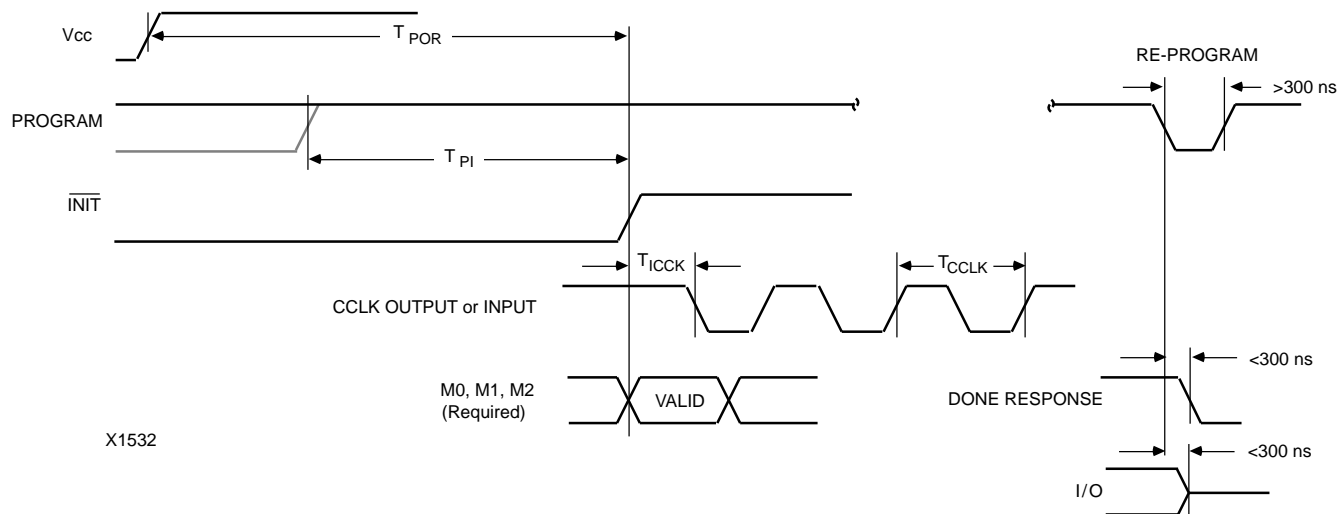 Vcc
T POR
RE-PROGRAM
>300 ns
PROGRAM
T PI
INIT
T ICCK
T CCLK
CCLK OUTPUT or INPUT
<300 ns
M0, M1, M2
(Required)
VALID
DONE RESPONSE
X1532
<300 ns
I/O